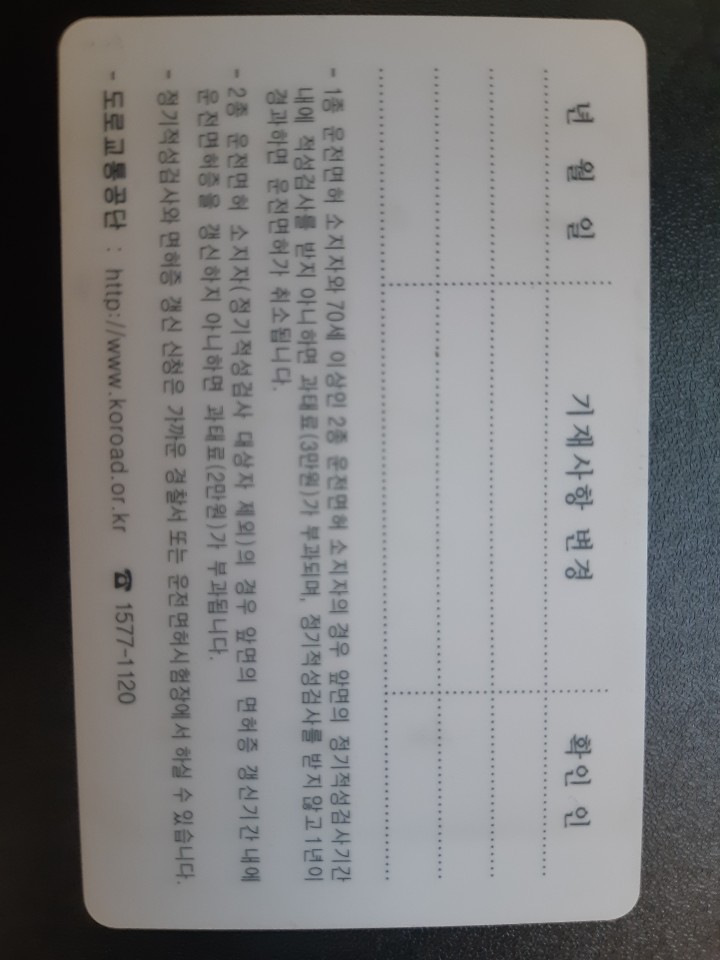 년 월 일 기재사항 변경 확인 인
- 1종 운전면허 소지자와 70세 이상인 2종 운전면허 소지자의 경우 앞면의 정기적성검사기간
내에 적성검사를 받지 아니하면 과태료(3만원)가 부과되며, 정기적성검사를 받지 않고 1년이
경과하면 운전면허가 취소됩니다.
- 2종 운전면허 소지자(정기적성검사 대상자 제외)의 경우 앞면의 면허증 갱신기간 내에
운전면허증을 갱신하지 아니하면 과태료(2만원)가 부과됩니다.
- 정기적성검사와 면허증 갱신 신청은 가까운 경찰서 또는 운전면허시험장에서 하실 수 있습니다.
- 도로교통공단 : http://www.koroad.or.kr ☎ 1577-1120